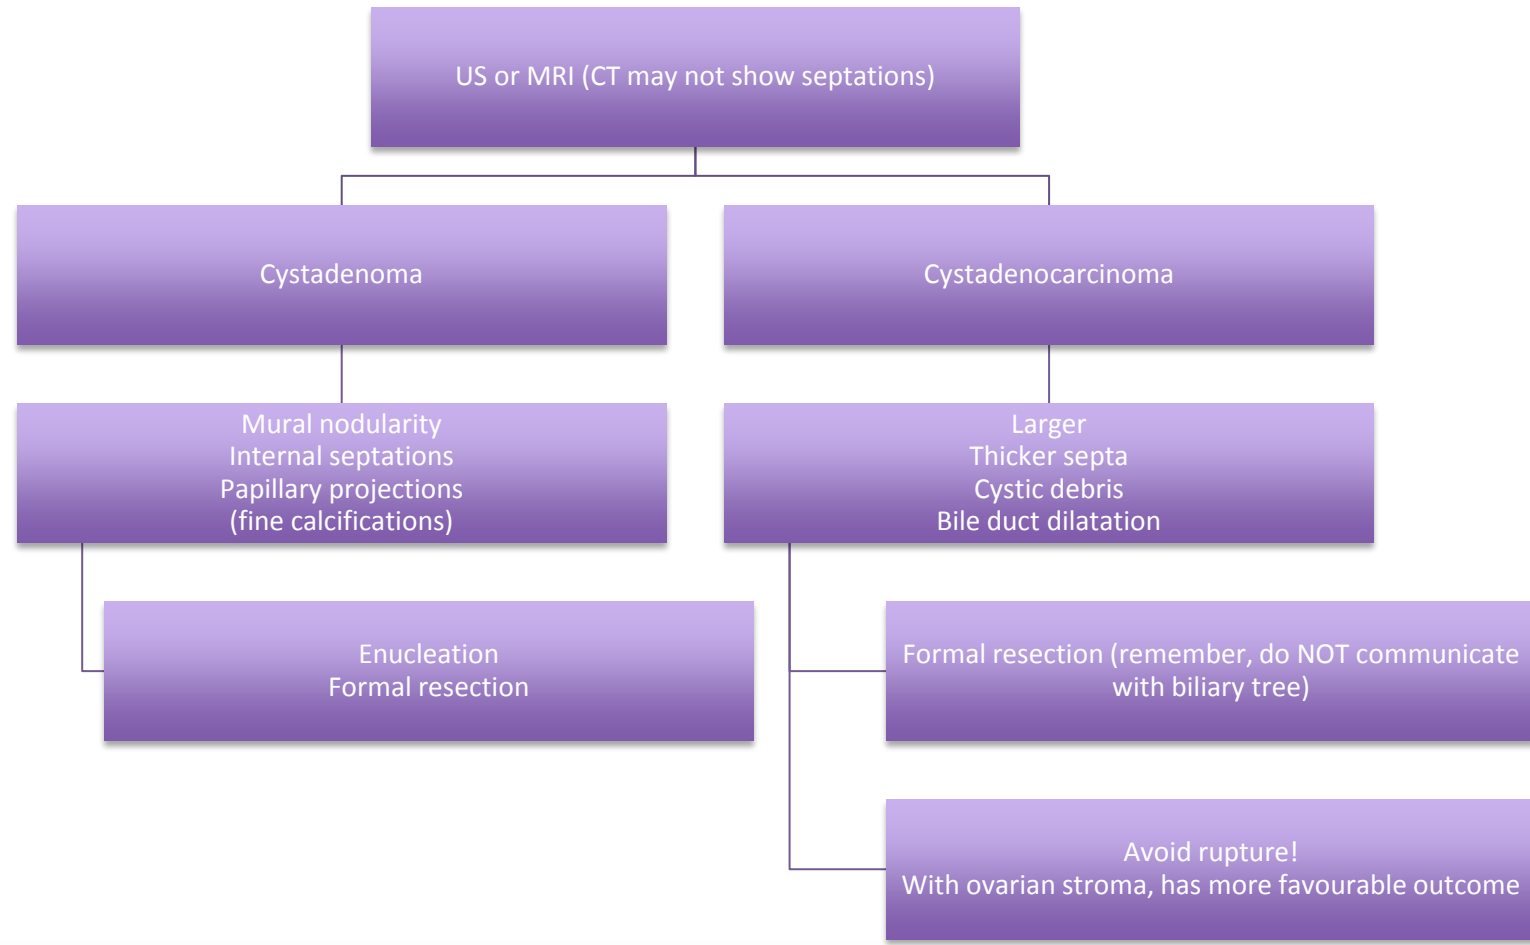 US or MRI (CT may not show septations)
Cystadenoma
Cystadenocarcinoma
Mural nodularity
Internal septations
Papillary projections
(fine calcifications)
Larger
Thicker septa
Cystic debris
Bile duct dilatation
Enucleation
Formal resection
Formal resection (remember, do NOT communicate
with biliary tree)
Avoid rupture!
With ovarian stroma, has more favourable outcome